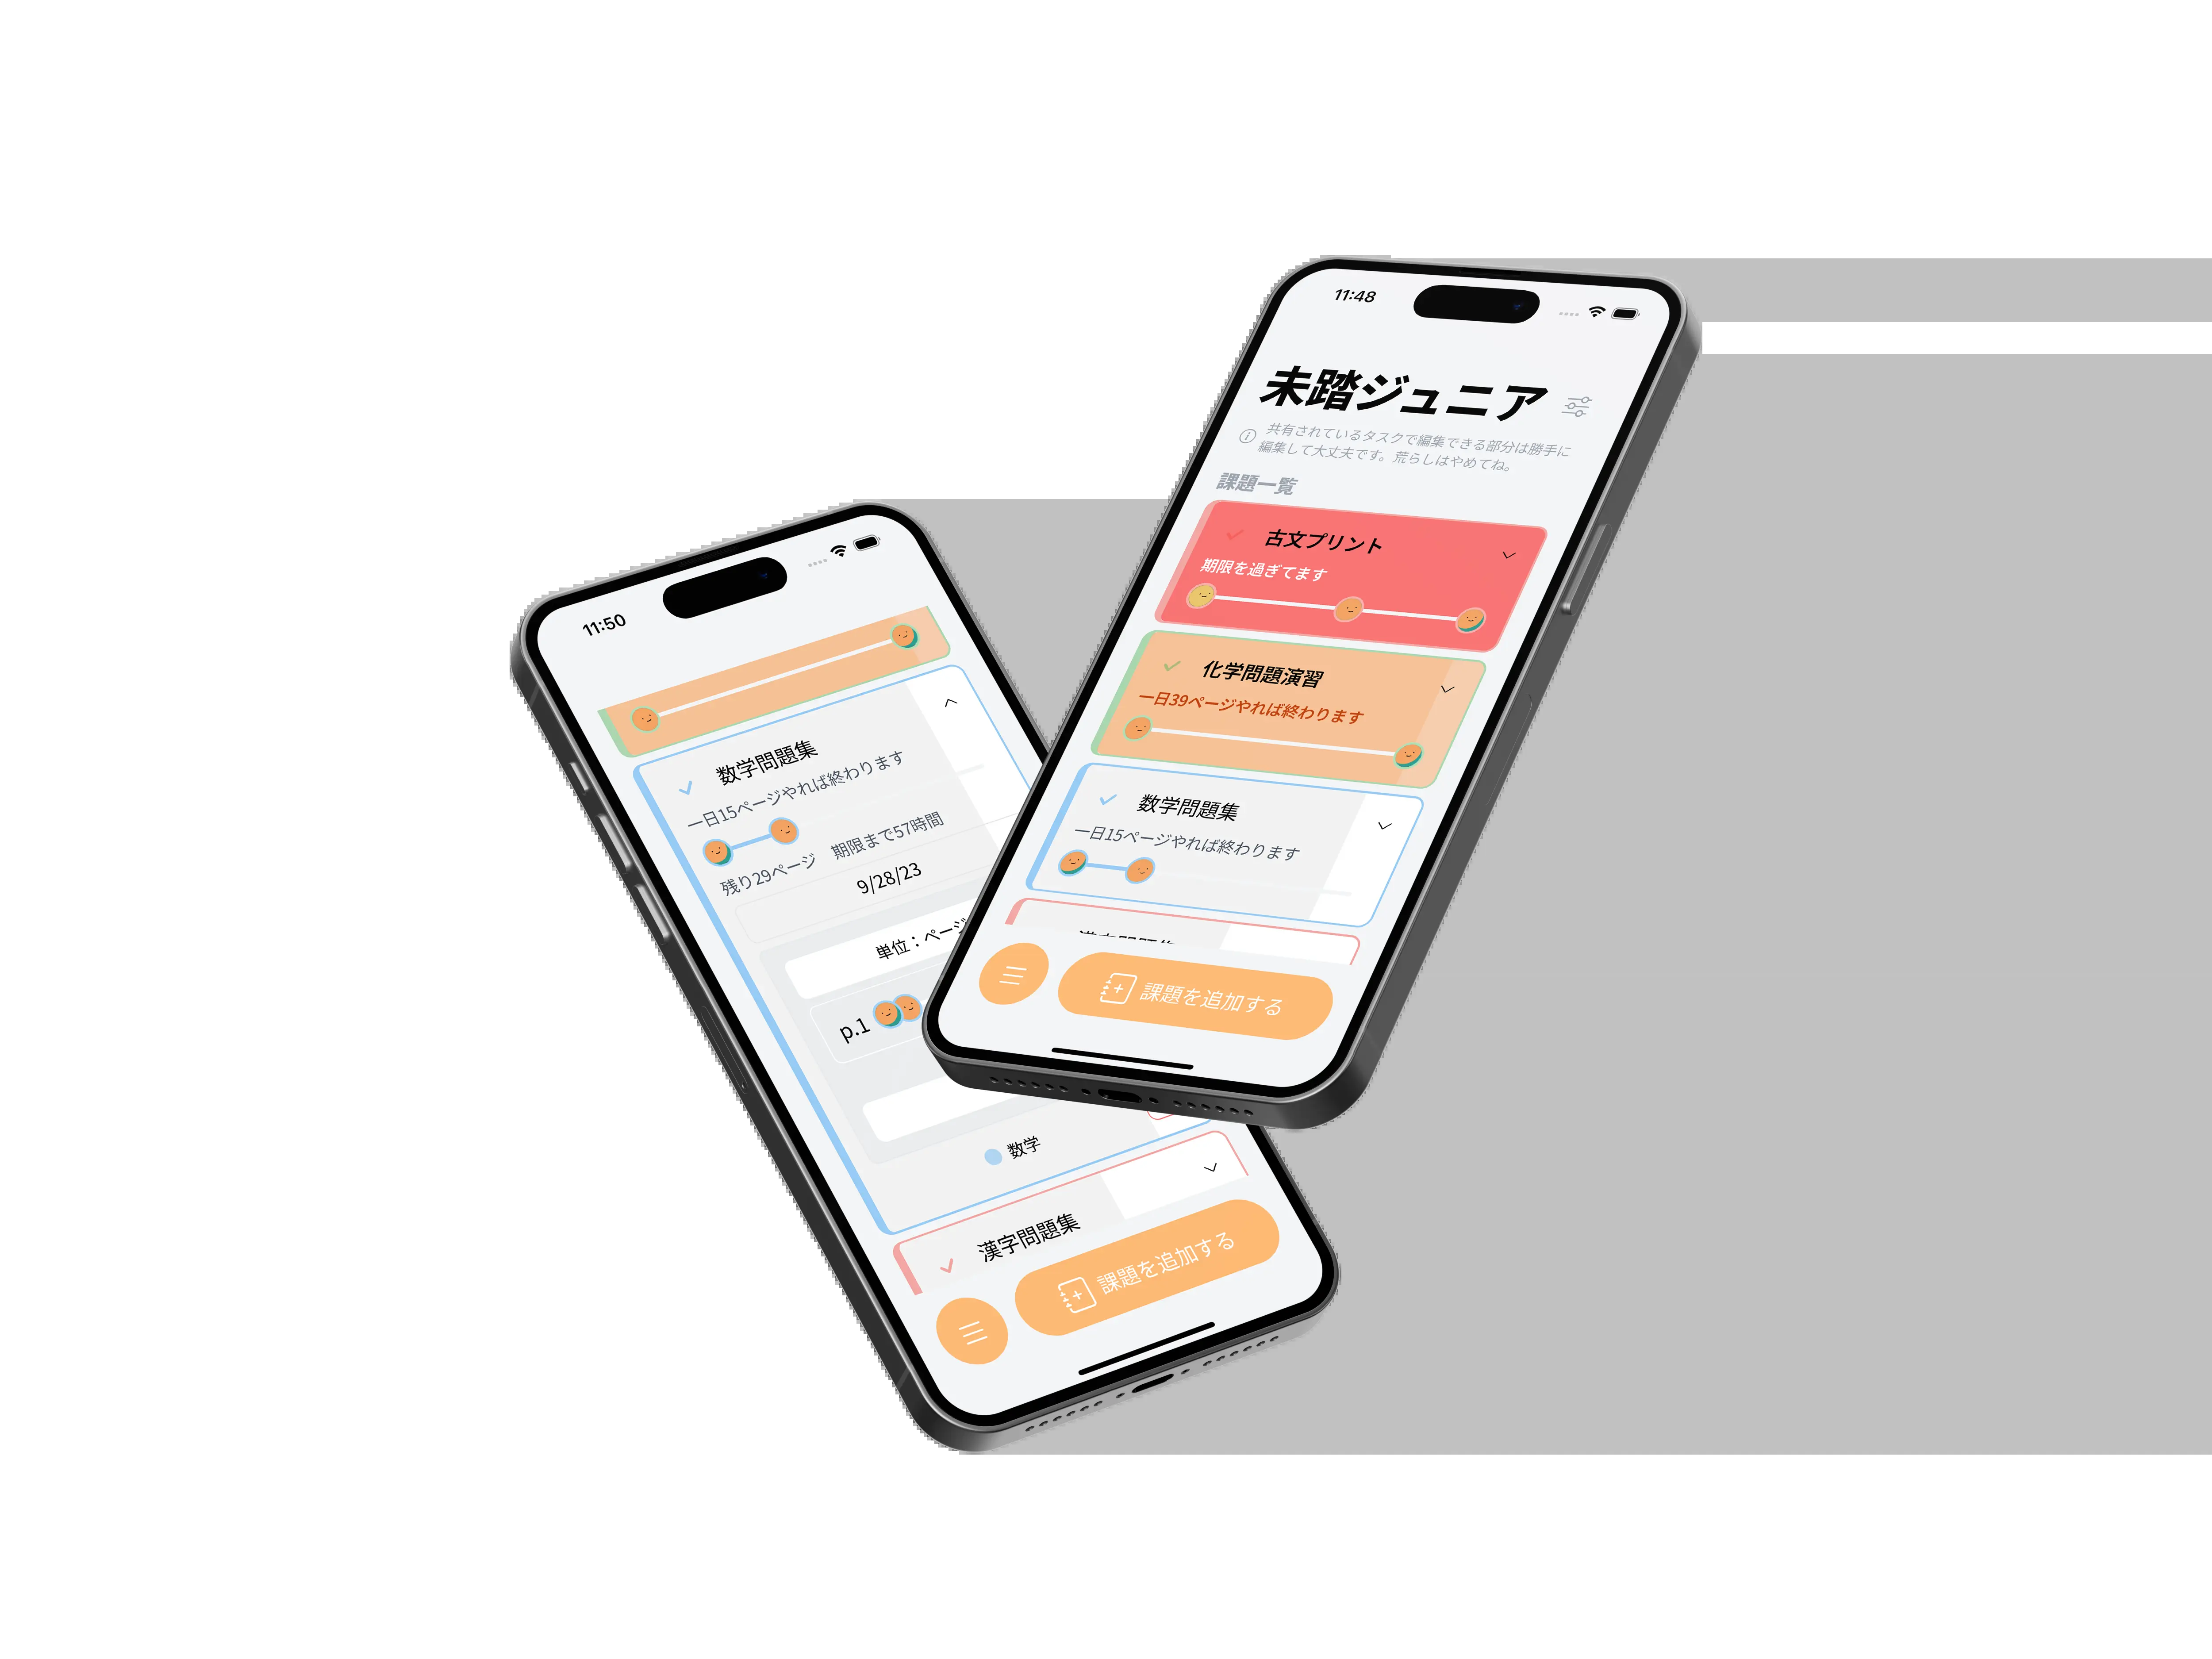 11:48
未踏ジュニア
共有されているタスクで編集できる部分は勝手に
編集して大丈夫です。荒らしはやめてね。
課題一覧
古文プリント
期限を過ぎてます
化学問題演習
一日39ページやれば終わります
数学問題集
一日15ページやれば終わります
課題を追加する
11:50
数学問題集
一日15ページやれば終わります
残り29ページ 期限まで57時間
9/28/23
単位：ページ
p.1
数学
漢字問題集
課題を追加する